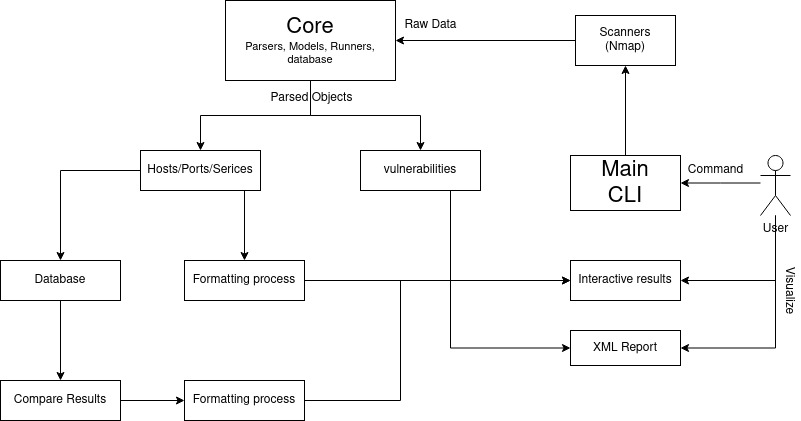 Core
Parsers, Models, Runners,
database
Raw Data
Scanners
(Nmap)
Parsed Objects
Hosts/Ports/Serices
vulnerabilities
Main
CLI
Command
User
Database
Formatting process
Interactive results
Visualize
XML Report
Compare Results
Formatting process